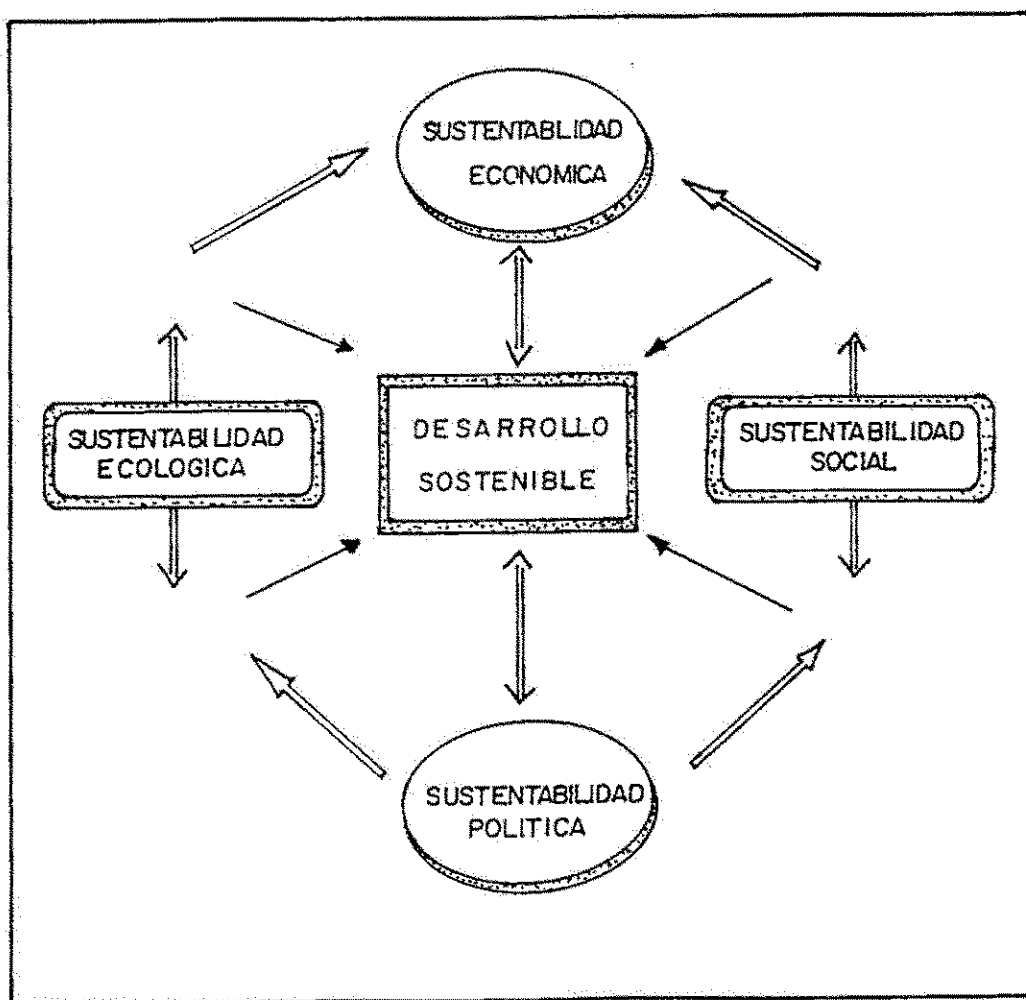 SUSTENTABLIDAD
ECONOMICA
SUSTENTABILIDAD
ECOLOGICA
DESARROLLO
SOSTENIBLE
SUSTENTABILIDAD
SOCIAL
SUSTENTABILIDAD
POLITICA